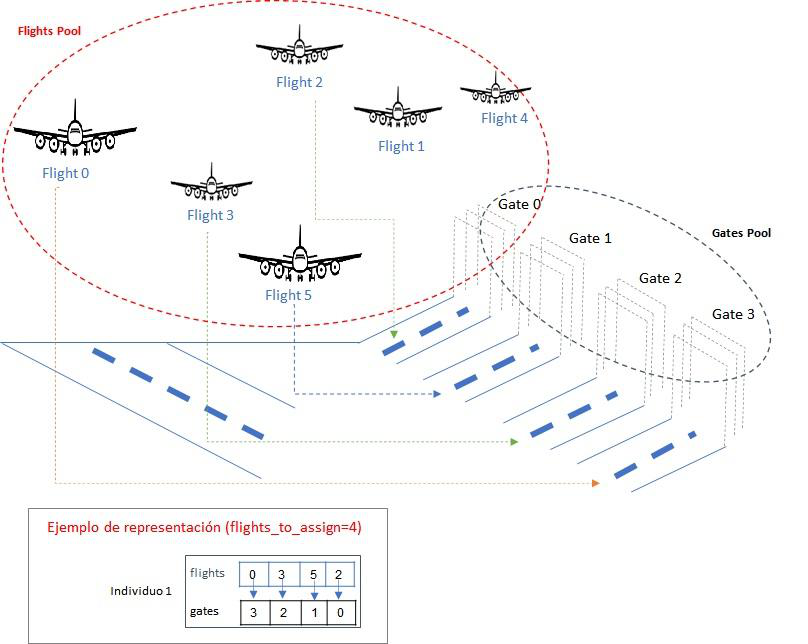 Flights Pool
Flight 2
Flight 4
Flight 1
Flight 0
Flight 3
Gate 0
Gates Pool
Gate 1
Gate 2
Flight 5
Gate 3
Ejemplo de representación (flights_to_assign=4)
flights 0 3 5 2
Individuo 1
gates 3 2 1 0